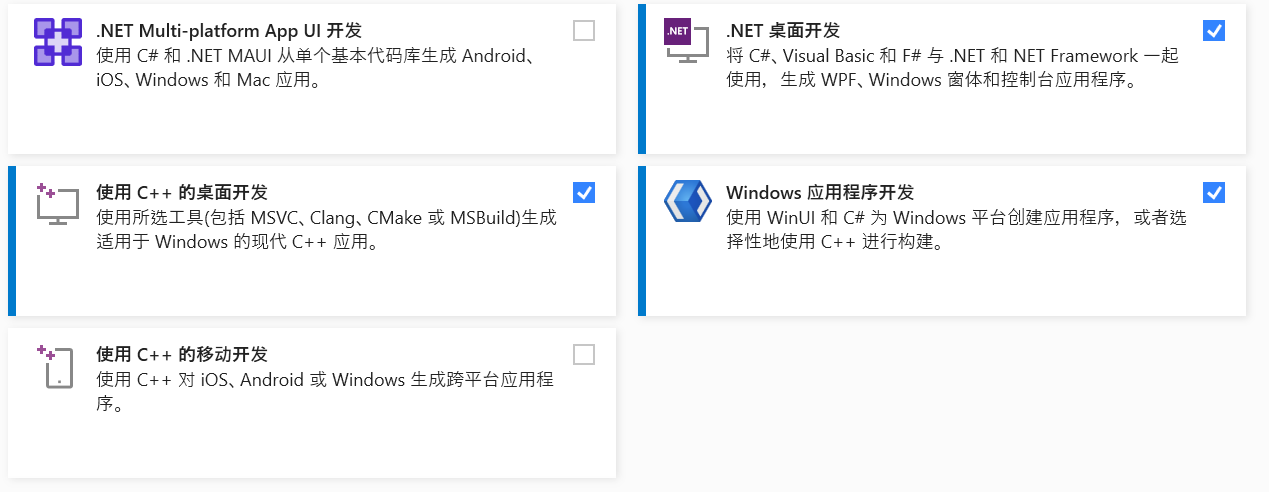 .NET Multi-platform App UI 开发
使用 C# 和 .NET MAUI 从单个基本代码库生成 Android、
iOS、Windows 和 Mac 应用。
.NET
.NET 桌面开发
将 C#、Visual Basic 和 F# 与 .NET 和 NET Framework 一起
使用，生成 WPF、Windows 窗体和控制台应用程序。
使用 C++ 的桌面开发
使用所选工具(包括 MSVC、Clang、CMake 或 MSBuild)生成
适用于 Windows 的现代 C++ 应用。
Windows 应用程序开发
使用 WinUI 和 C# 为 Windows 平台创建应用程序，或者选
择性地使用 C++ 进行构建。
使用 C++ 的移动开发
使用 C++ 对 iOS、Android 或 Windows 生成跨平台应用程
序。